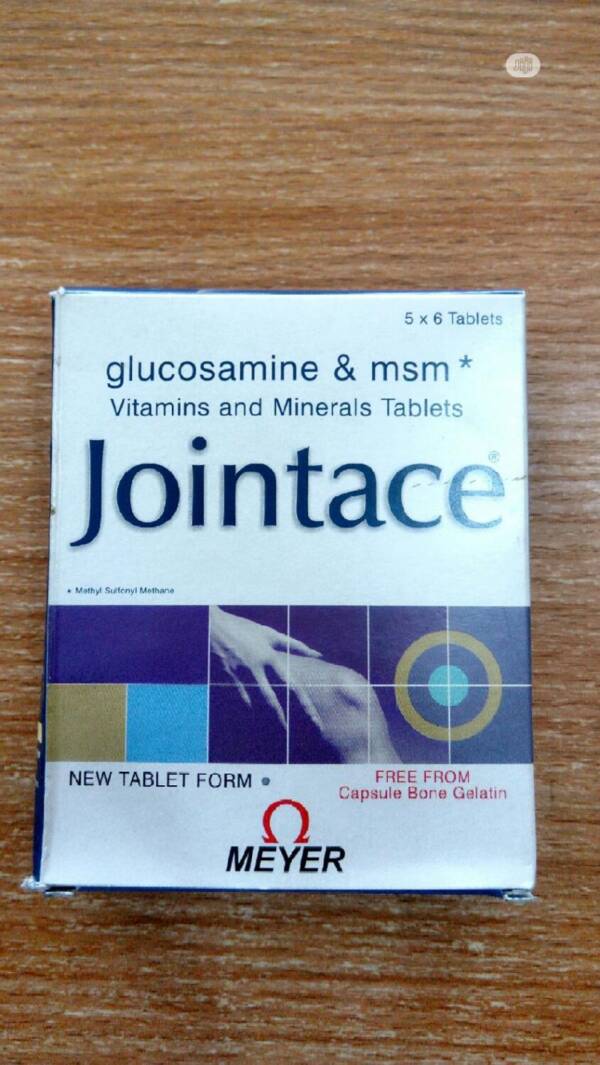 5 x 6 Tablets
glucosamine & msm*
Vitamins and Minerals Tablets
Jointace®
* Methyl Sulfonyl Methane
NEW TABLET FORM
FREE FROM
Capsule Bone Gelatin
MEYER